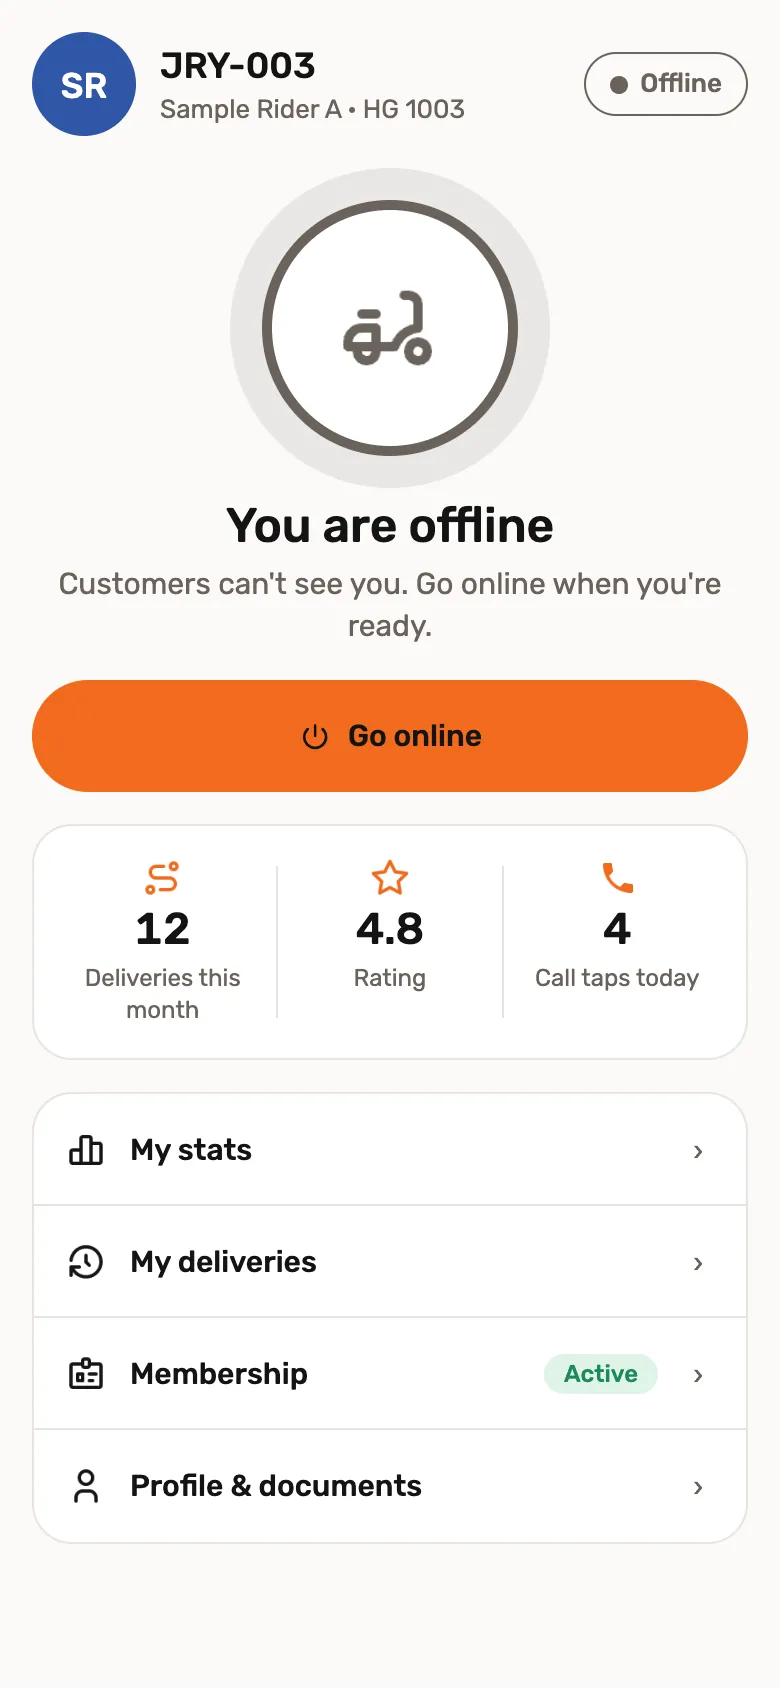 SR
JRY-003
Sample Rider A • HG 1003
Offline
You are offline
Customers can't see you. Go online when you're
ready.
Go online
12
Deliveries this
month
4.8
Rating
4
Call taps today
My stats
My deliveries
Membership
Active
Profile & documents